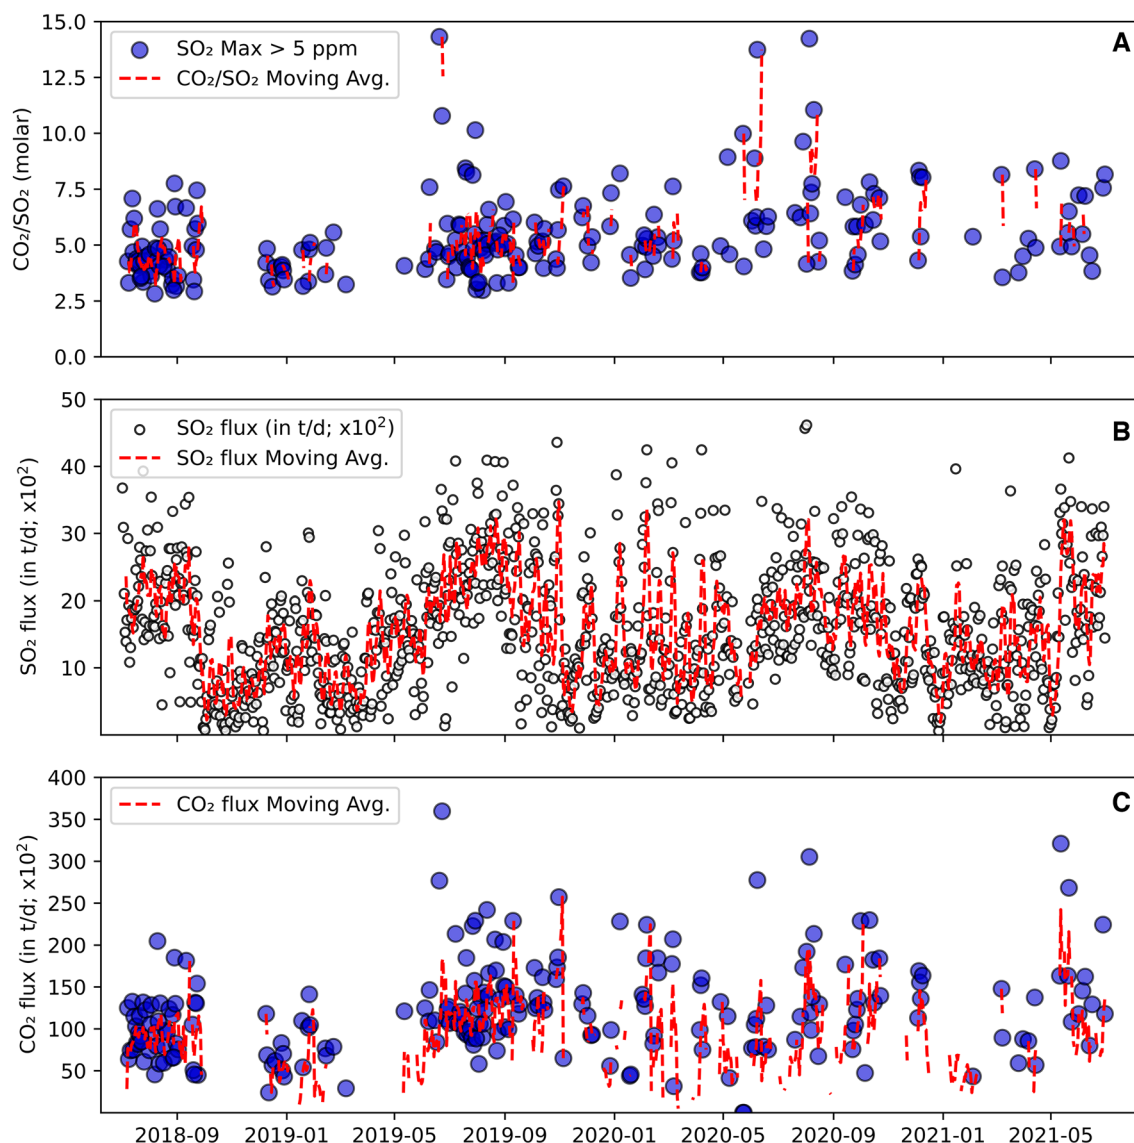 A
SO₂ Max > 5 ppm
CO₂/SO₂ Moving Avg.
CO₂/SO₂ (molar)
15.0
12.5
10.0
7.5
5.0
2.5
0.0
B
SO₂ flux (in t/d; x10²)
SO₂ flux Moving Avg.
SO₂ flux (in t/d; x10²)
50
40
30
20
10
C
CO₂ flux Moving Avg.
CO₂ flux (in t/d; x10²)
400
350
300
250
200
150
100
50
2018-09 2019-01 2019-05 2019-09 2020-01 2020-05 2020-09 2021-01 2021-05